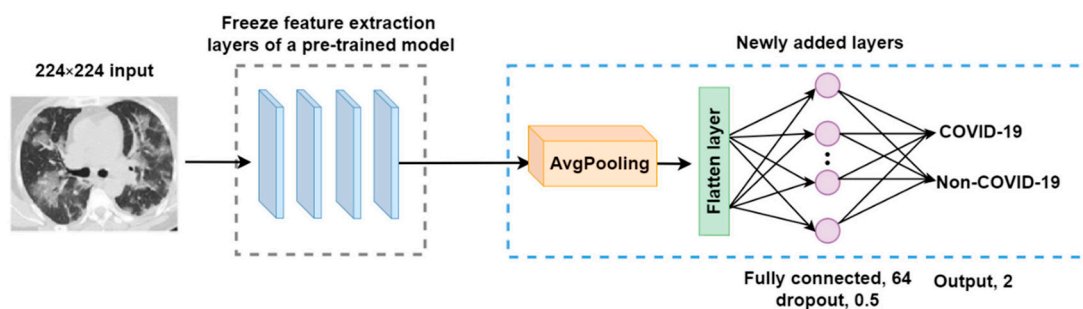 Freeze feature extraction
layers of a pre-trained model
Newly added layers
224×224 input
AvgPooling
Flatten layer
COVID-19
Non-COVID-19
Fully connected, 64
dropout, 0.5
Output, 2